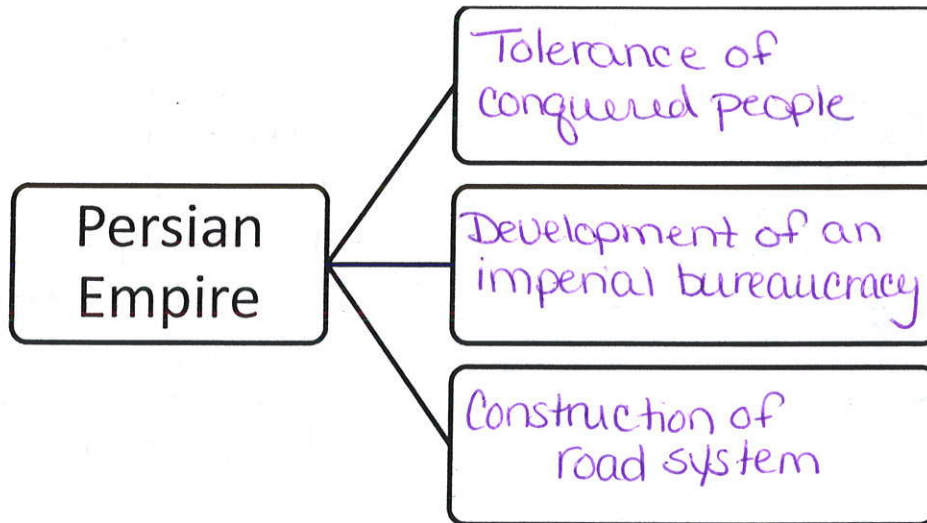 Persian
Empire
Tolerance of
conquered people
Development of an
imperial bureaucracy
Construction of
road system